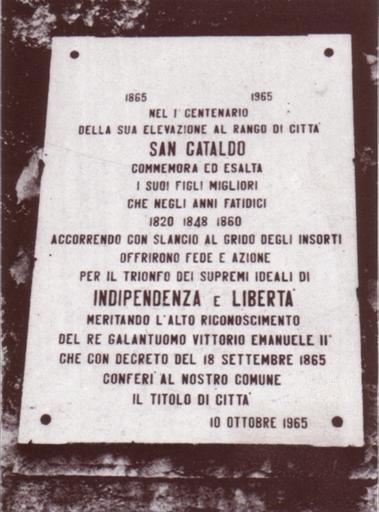 1865 1965
NEL 1° CENTENARIO
DELLA SUA ELEVAZIONE AL RANGO DI CITTA'
SAN CATALDO
COMMEMORA ED ESALTA
I SUOI FIGLI MIGLIORI
CHE NEGLI ANNI FATIDICI
1820 1848 1860
ACCORRENDO CON SLANCIO AL GRIDO DEGLI INSORTI
OFFRIRONO FEDE E AZIONE
PER IL TRIONFO DEI SUPREMI IDEALI DI
INDIPENDENZA E LIBERTA'
MERITANDO L'ALTO RICONOSCIMENTO
DEL RE GALANTUOMO VITTORIO EMANUELE II°
CHE CON DECRETO DEL 18 SETTEMBRE 1865
CONFERI' AL NOSTRO COMUNE
IL TITOLO DI CITTA'
10 OTTOBRE 1965